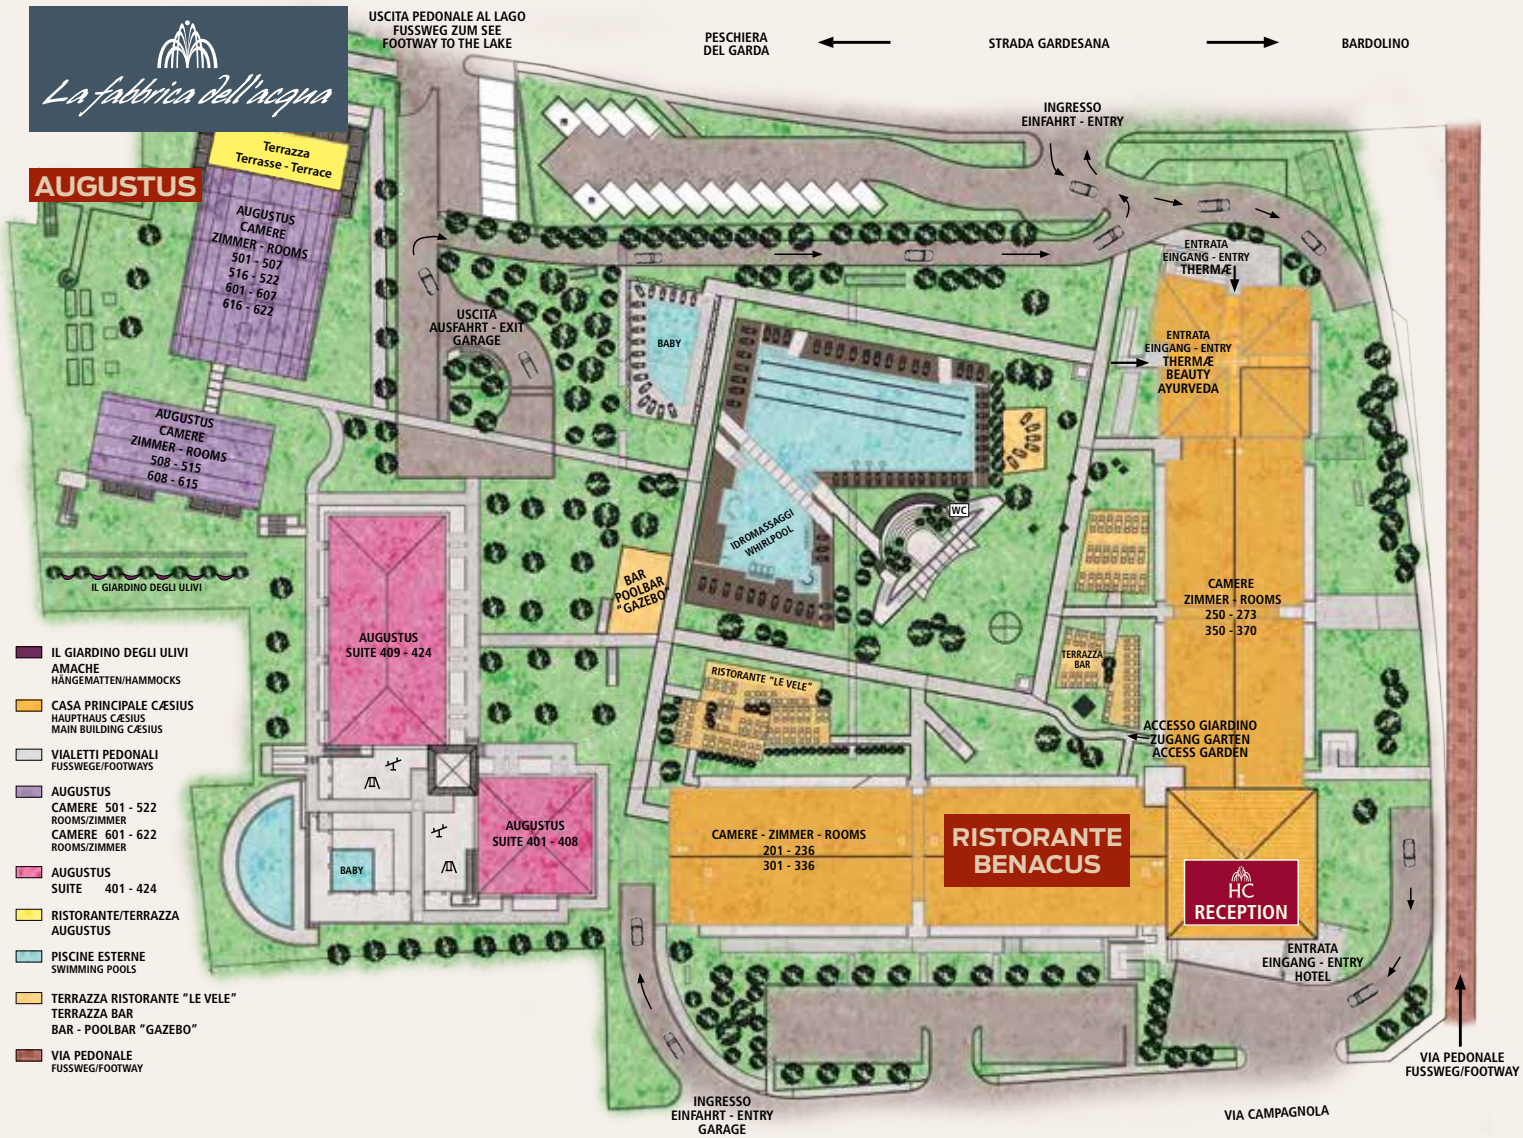 USCITA PEDONALE AL LAGO
FUSSWEG ZUM SEE
FOOTWAY TO THE LAKE
PESCHIERA
DEL GARDA
STRADA GARDESANA
BARDOLINO
La fabbrica dell'acqua
INGRESSO
EINFAHRT - ENTRY
Terrazza
Terrasse - Terrace
AUGUSTUS
AUGUSTUS
CAMERE
ZIMMER - ROOMS
501 - 507
516 - 522
601 - 607
616 - 622
ENTRATA
EINGANG - ENTRY
THERMÆ
USCITA
AUSFAHRT - EXIT
GARAGE
BABY
ENTRATA
EINGANG - ENTRY
THERMÆ
BEAUTY
AYURVEDA
AUGUSTUS
CAMERE
ZIMMER - ROOMS
508 - 515
608 - 615
WC
IDROMASSAGGI
WHIRLPOOL
BAR
POOLBAR
"GAZEBO"
IL GIARDINO DEGLI ULIVI
CAMERE
ZIMMER - ROOMS
250 - 273
350 - 370
AUGUSTUS
SUITE 409 - 424
TERRAZZA
BAR
RISTORANTE "LE VELE"
ACCESSO GIARDINO
ZUGANG GARTEN
ACCESS GARDEN
IL GIARDINO DEGLI ULIVI
AMACHE
HÄNGEMATTEN/HAMMOCKS
CASA PRINCIPALE CÆSIUS
HAUPTHAUS CÆSIUS
MAIN BUILDING CÆSIUS
VIALETTI PEDONALI
FUSSWEGE/FOOTWAYS
AUGUSTUS
CAMERE 501 - 522
ROOMS/ZIMMER
CAMERE 601 - 622
ROOMS/ZIMMER
AUGUSTUS
SUITE 401 - 424
RISTORANTE/TERRAZZA
AUGUSTUS
PISCINE ESTERNE
SWIMMING POOLS
TERRAZZA RISTORANTE "LE VELE"
TERRAZZA BAR
BAR - POOLBAR "GAZEBO"
VIA PEDONALE
FUSSWEG/FOOTWAY
AUGUSTUS
SUITE 401 - 408
BABY
CAMERE - ZIMMER - ROOMS
201 - 236
301 - 336
RISTORANTE
BENACUS
HC
RECEPTION
ENTRATA
EINGANG - ENTRY
HOTEL
VIA PEDONALE
FUSSWEG/FOOTWAY
INGRESSO
EINFAHRT - ENTRY
GARAGE
VIA CAMPAGNOLA